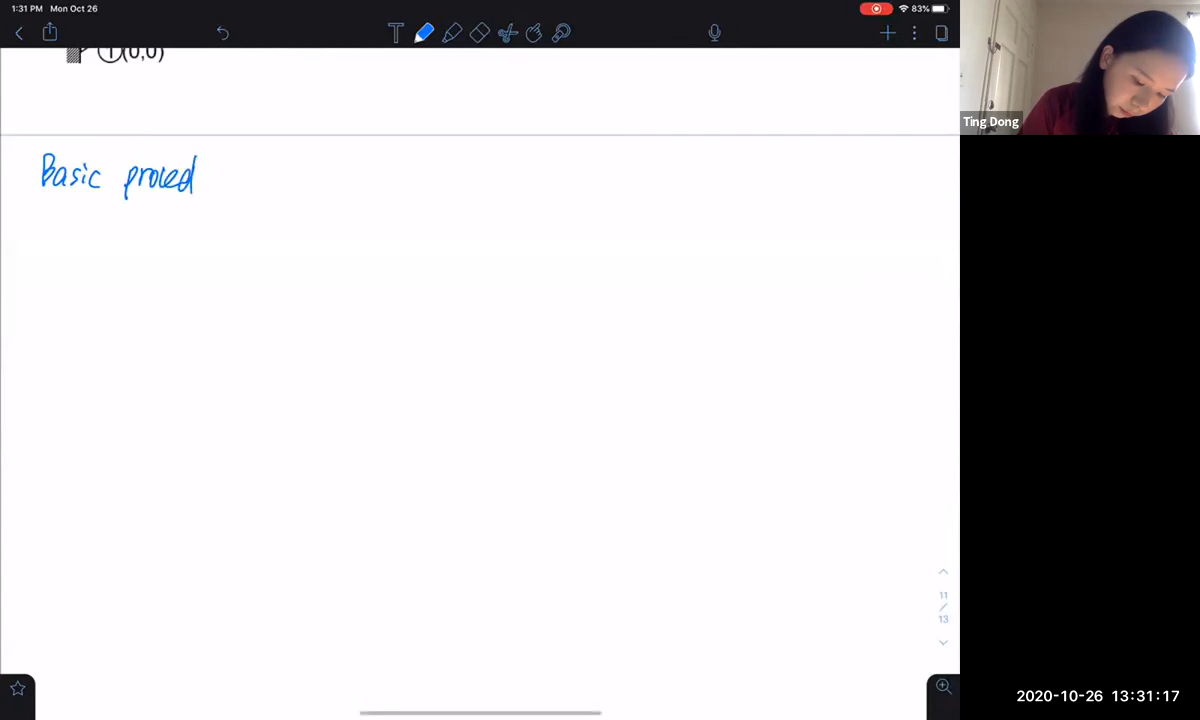 1:31 PM Mon Oct 26
83%
T
1 (0,0)
Basic proced
Ting Dong
11
/
13
2020-10-26 13:31:17